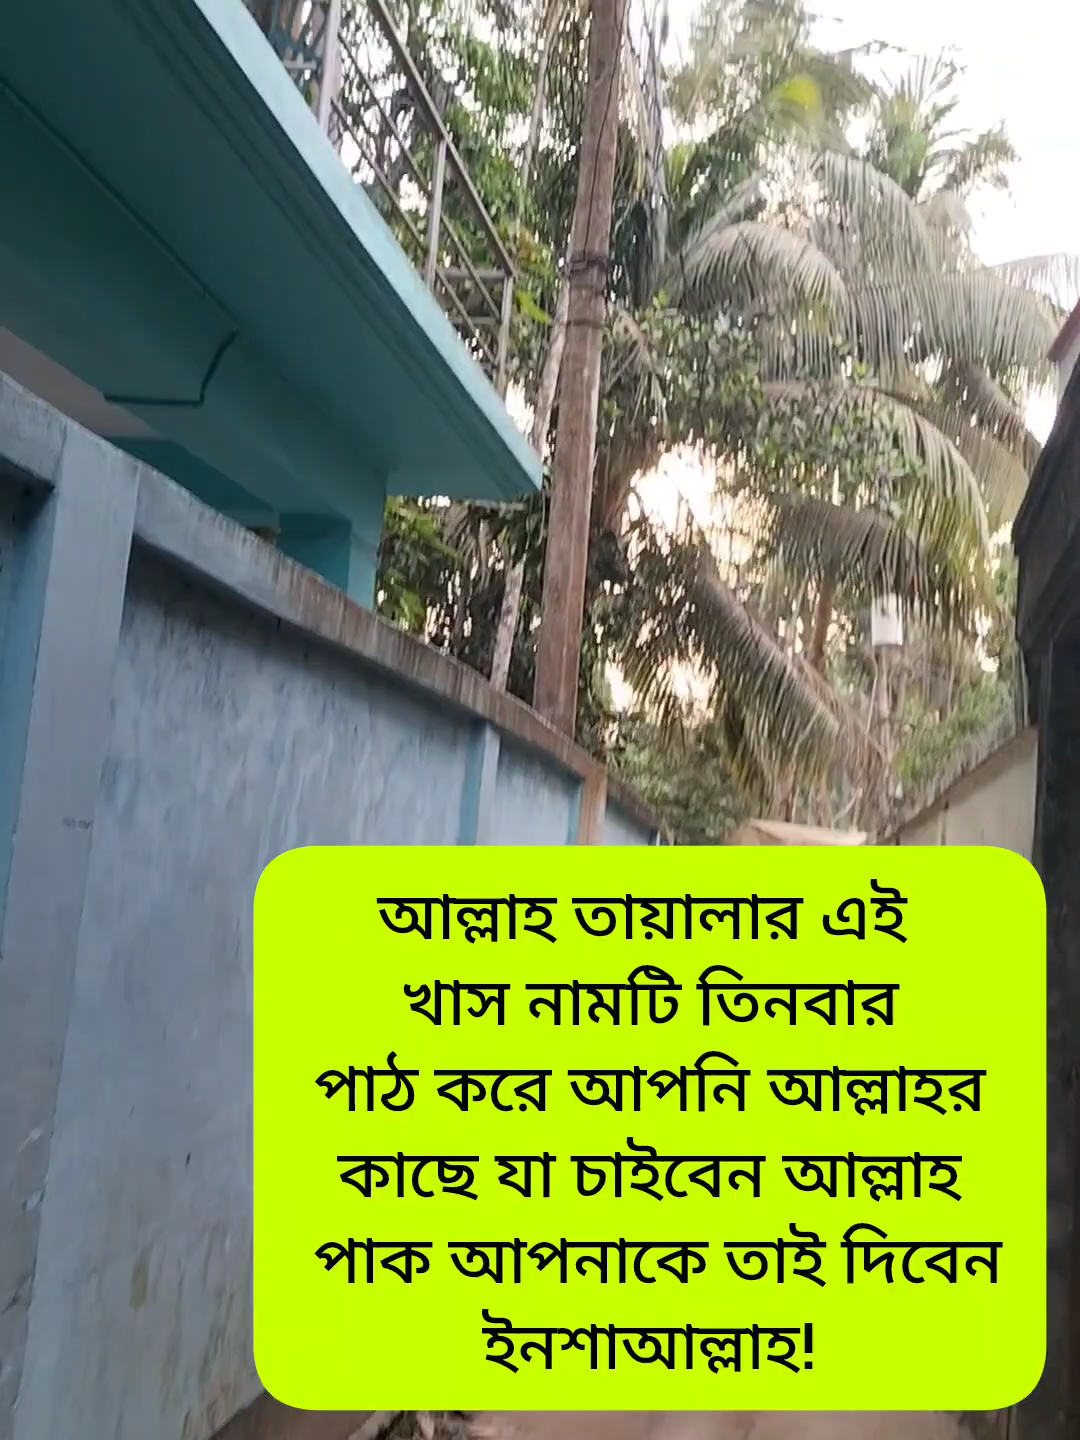 আল্লাহ তায়ালার এই
খাস নামটি তিনবার
পাঠ করে আপনি আল্লাহর
কাছে যা চাইবেন আল্লাহ
পাক আপনাকে তাই দিবেন
ইনশাআল্লাহ!